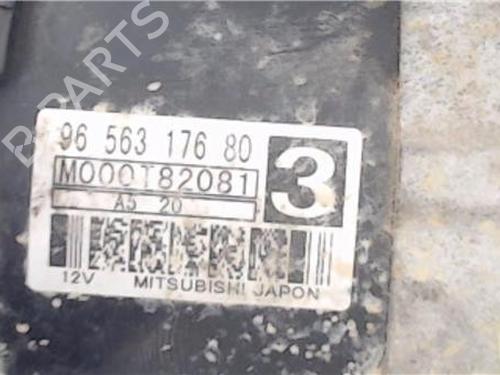 B-PARTS
96 563 176 80
3
M000T82081
A5 20
12V MITSUBISHI JAPON